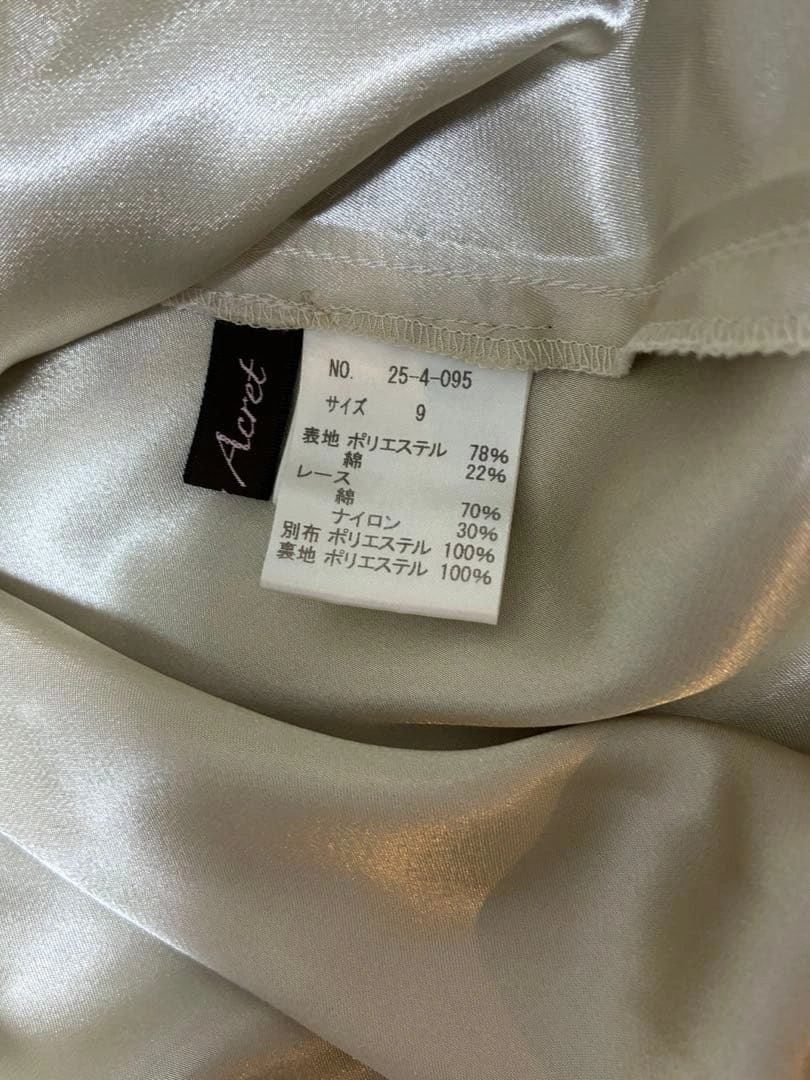 Acret
NO. 25-4-095
サイズ 9
表地 ポリエステル 78%
綿 22%
レース
綿 70%
ナイロン 30%
別布 ポリエステル 100%
裏地 ポリエステル 100%